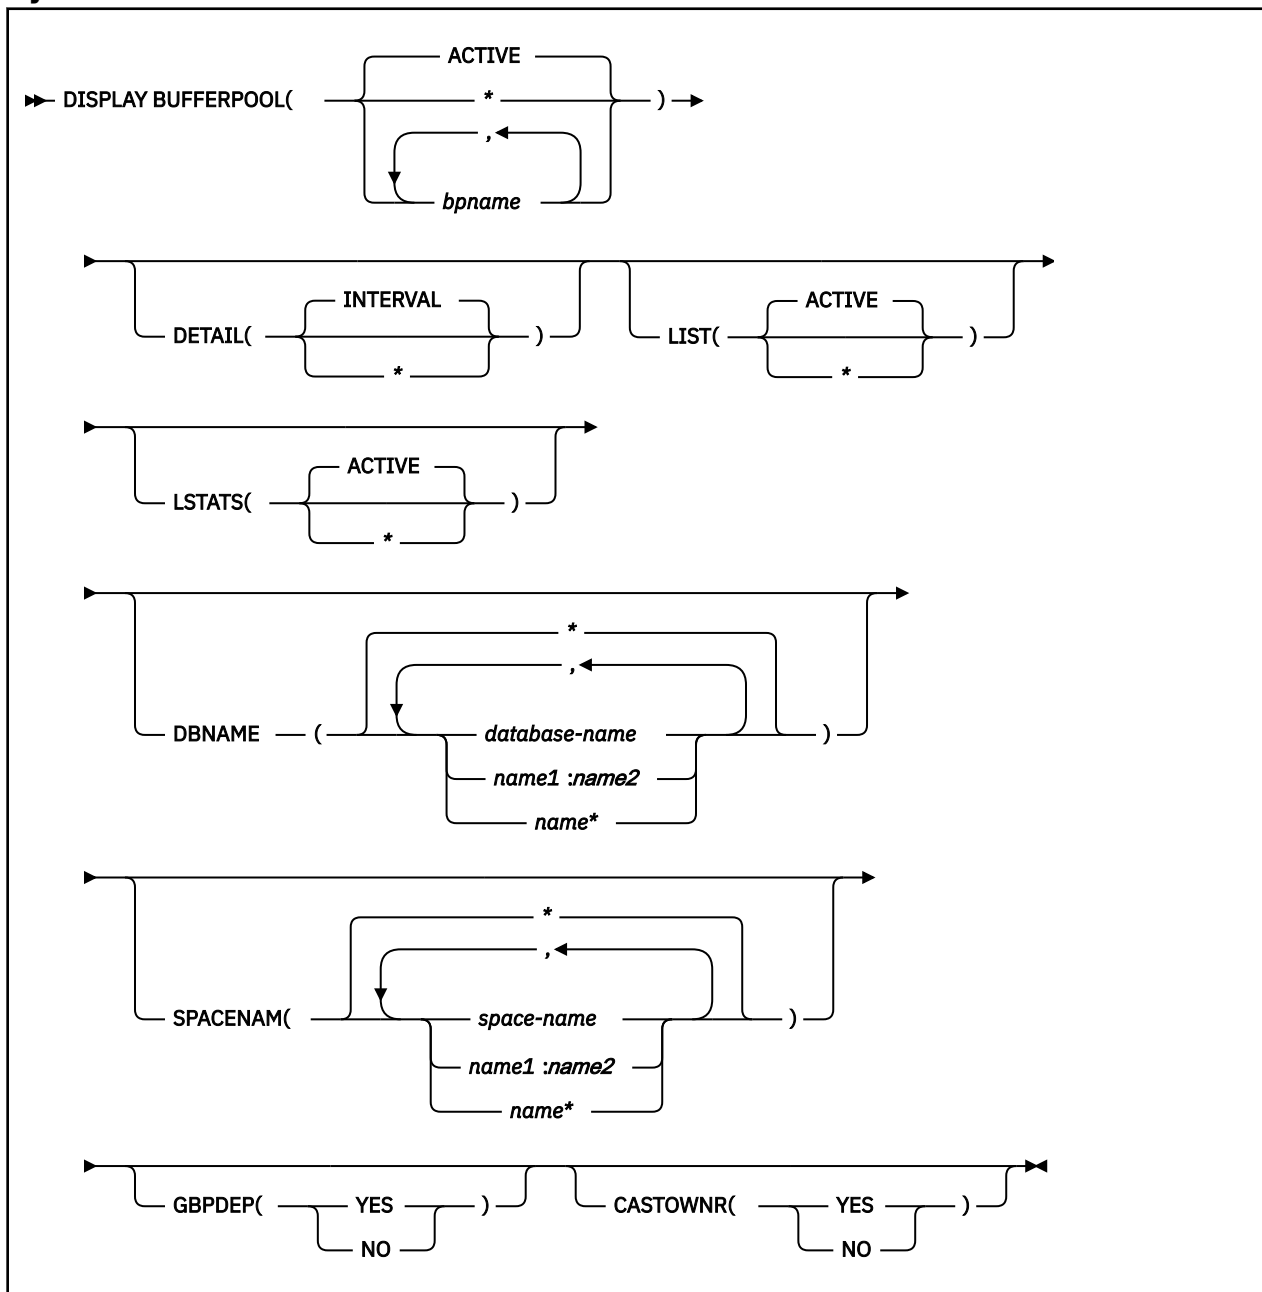 ACTIVE
DISPLAY BUFFERPOOL( * )
,
bpname
INTERVAL
DETAIL( )
*
ACTIVE
LIST( )
*
ACTIVE
LSTATS( )
*
*
,
DBNAME ( database-name )
name1 :name2
name*
*
,
SPACENAM( space-name )
name1 :name2
name*
GBPDEP( YES ) CASTOWNR( YES )
NO NO